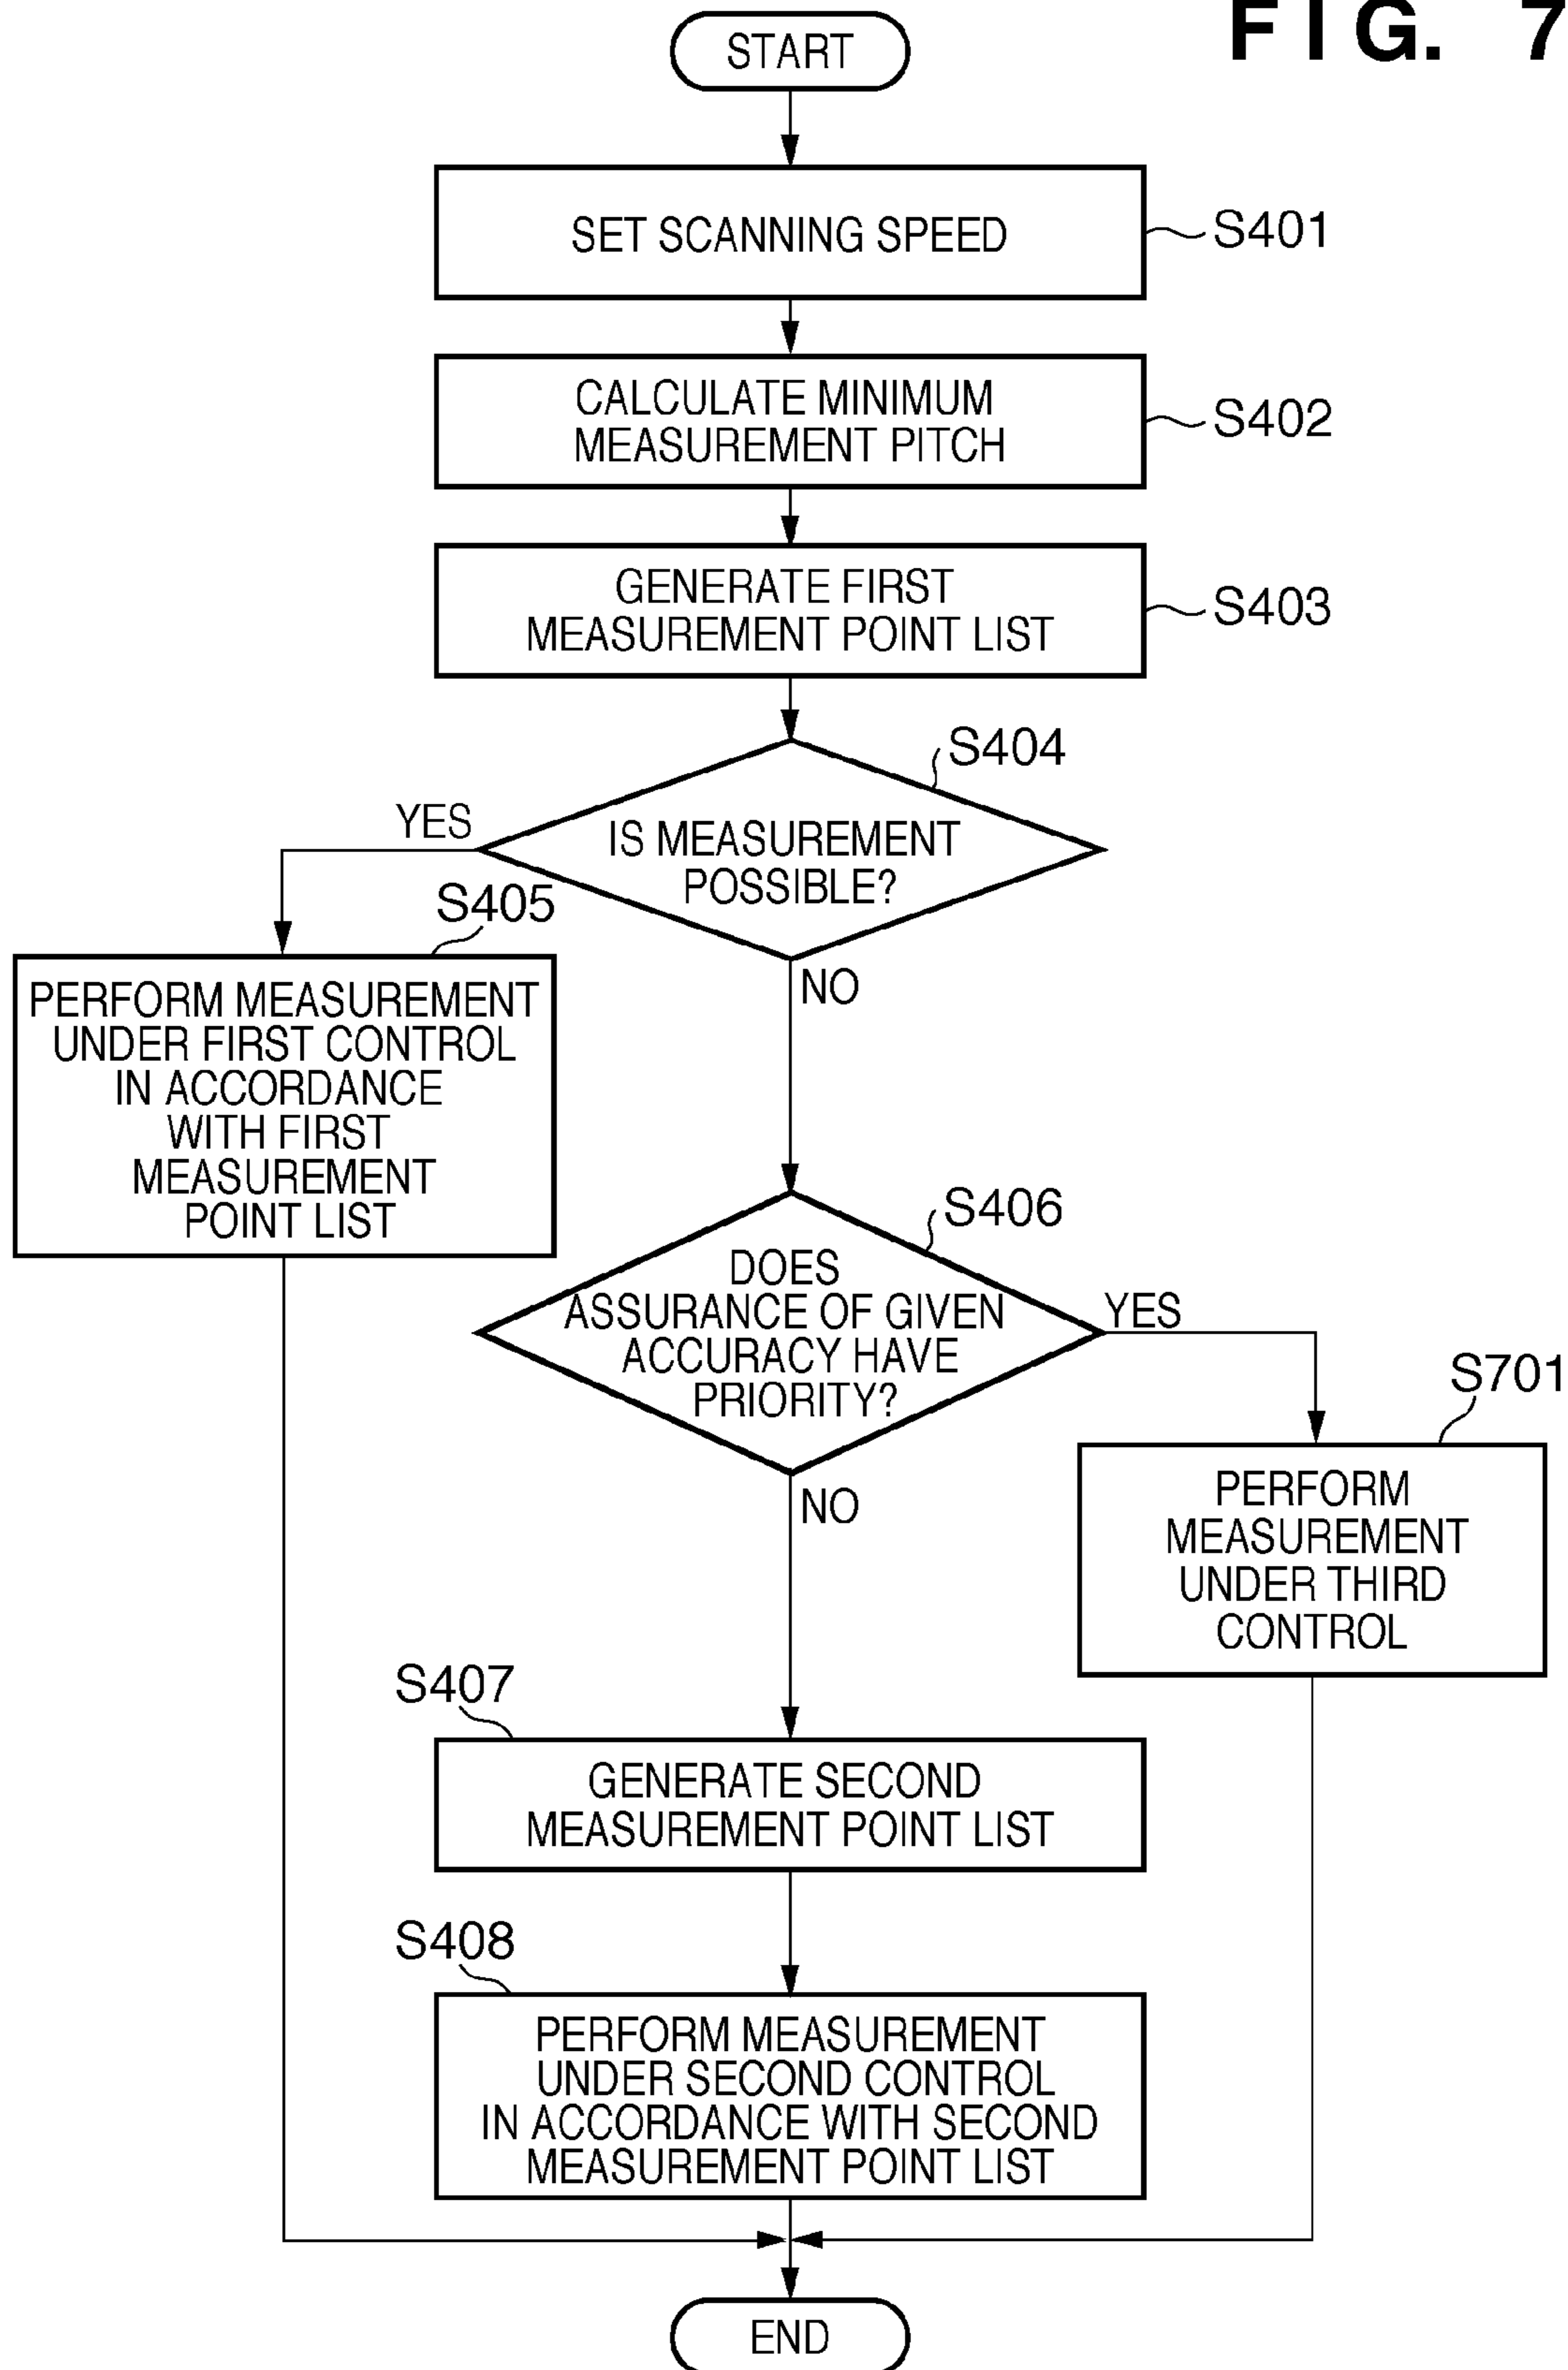 FIG. 7
START
SET SCANNING SPEED
S401
CALCULATE MINIMUM
MEASUREMENT PITCH
S402
GENERATE FIRST
MEASUREMENT POINT LIST
S403
S404
IS MEASUREMENT
POSSIBLE?
YES
NO
S405
PERFORM MEASUREMENT
UNDER FIRST CONTROL
IN ACCORDANCE
WITH FIRST
MEASUREMENT
POINT LIST
S406
DOES
ASSURANCE OF GIVEN
ACCURACY HAVE
PRIORITY?
YES
NO
S701
PERFORM
MEASUREMENT
UNDER THIRD
CONTROL
S407
GENERATE SECOND
MEASUREMENT POINT LIST
S408
PERFORM MEASUREMENT
UNDER SECOND CONTROL
IN ACCORDANCE WITH SECOND
MEASUREMENT POINT LIST
END